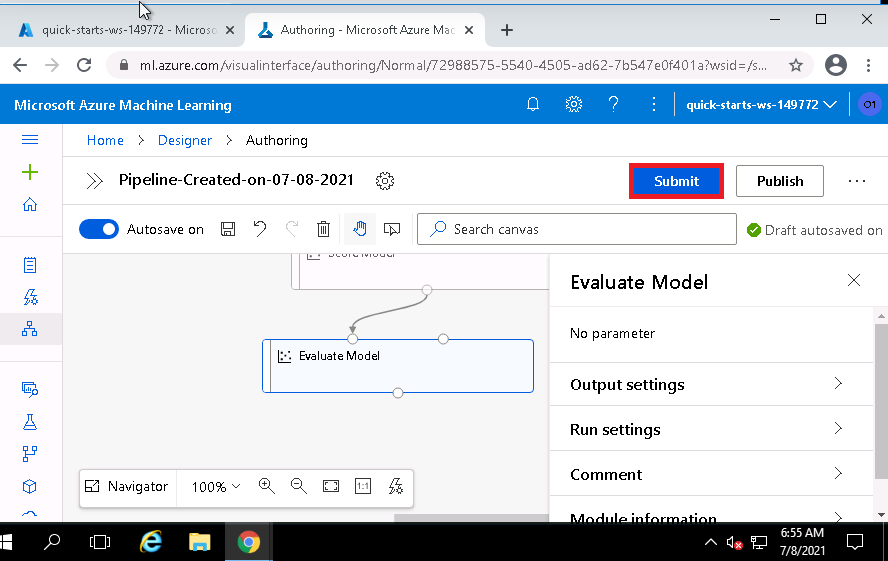 quick-starts-ws-149772 - Microso
Authoring - Microsoft Azure Mac
ml.azure.com/visualinterface/authoring/Normal/72988575-5540-4505-ad62-7b547e0f401a?wsid=/s...
Microsoft Azure Machine Learning
quick-starts-ws-149772
O1
Home > Designer > Authoring
Pipeline-Created-on-07-08-2021
Submit
Publish
Autosave on
Search canvas
Draft autosaved on
Score Model
Evaluate Model
Evaluate Model
No parameter
Output settings
Run settings
Comment
Module information
Navigator
100%
1:1
6:55 AM
7/8/2021